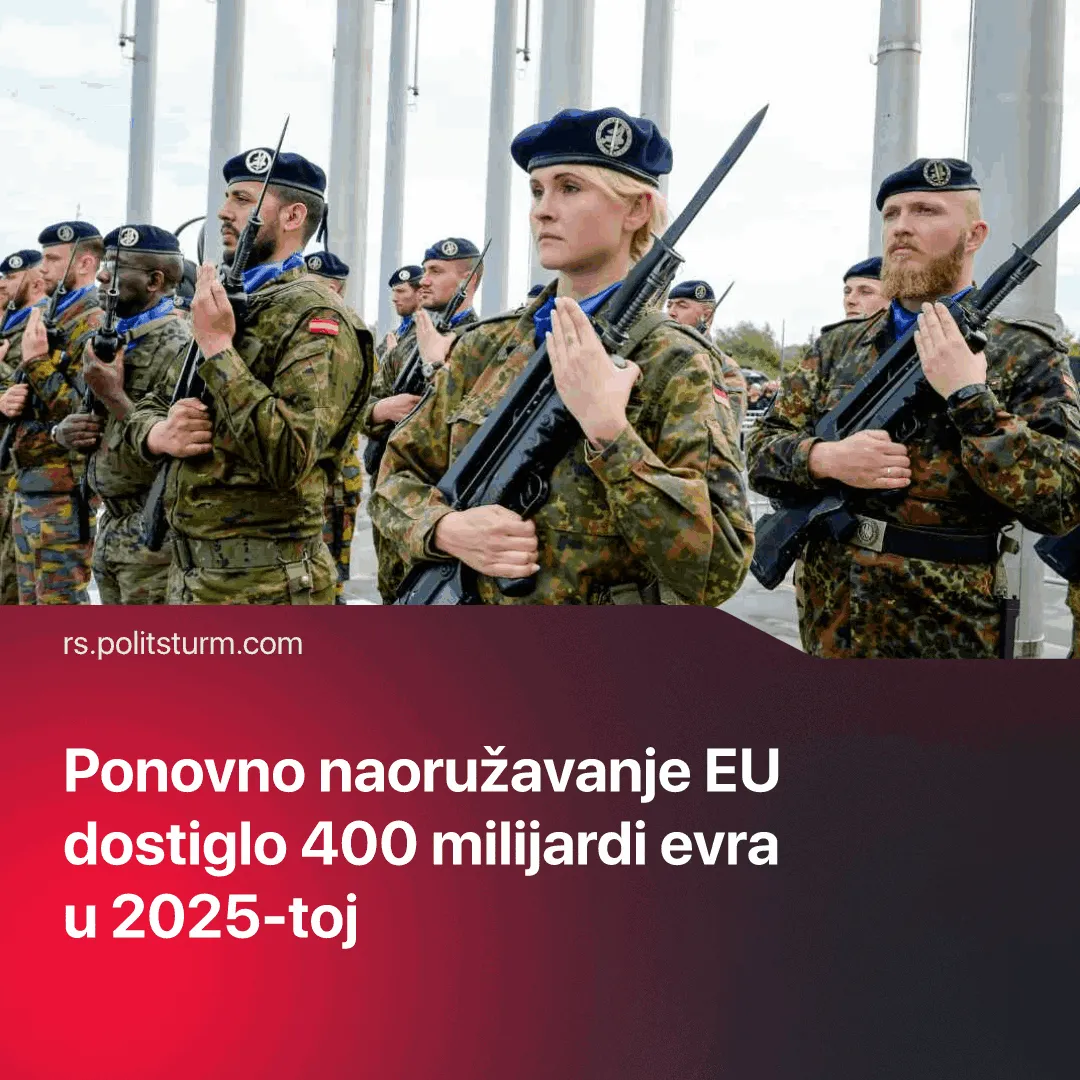 rs.politsturm.com
Ponovno naoružavanje EU
dostiglo 400 milijardi evra
u 2025-toj